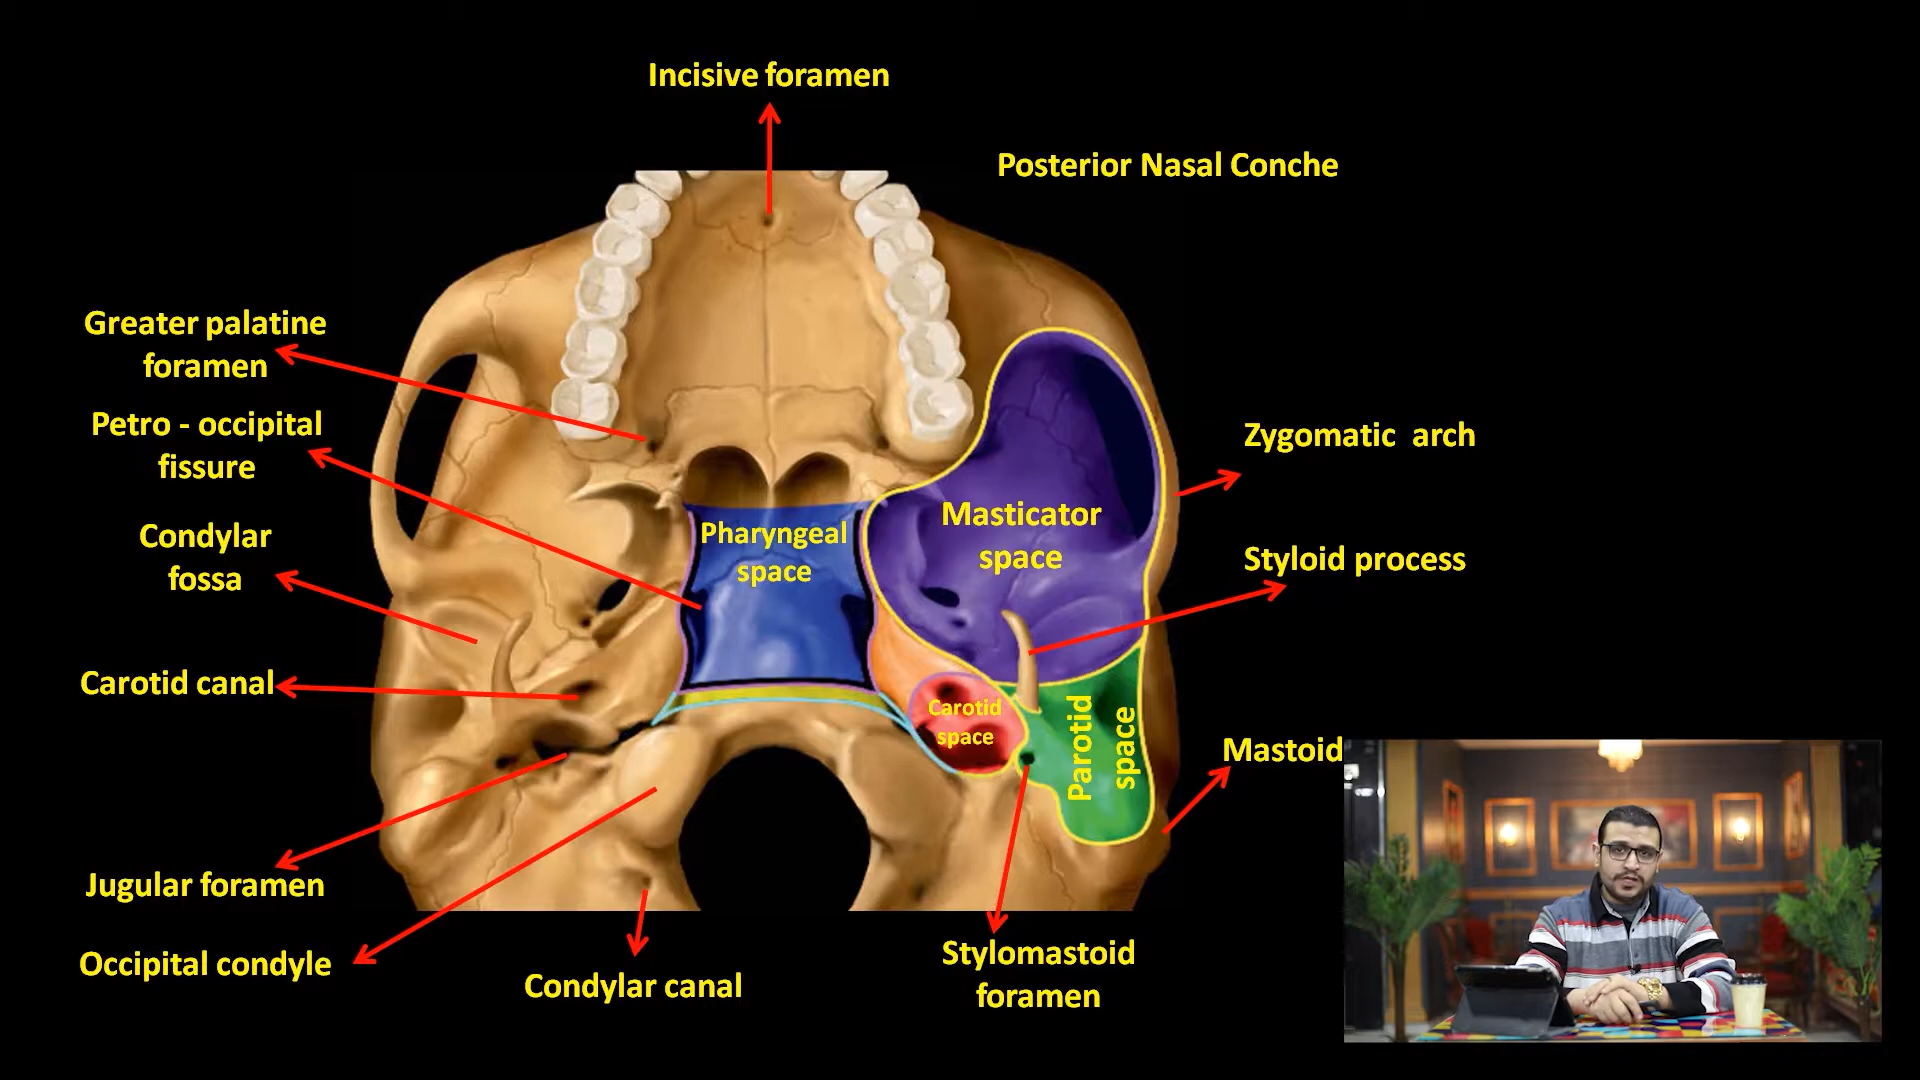 Incisive foramen
Posterior Nasal Conche
Greater palatine
foramen
Petro - occipital
fissure
Condylar
fossa
Carotid canal
Jugular foramen
Occipital condyle
Condylar canal
Pharyngeal
space
Masticator
space
Carotid
space
Parotid
space
Zygomatic arch
Styloid process
Mastoid
Stylomastoid
foramen